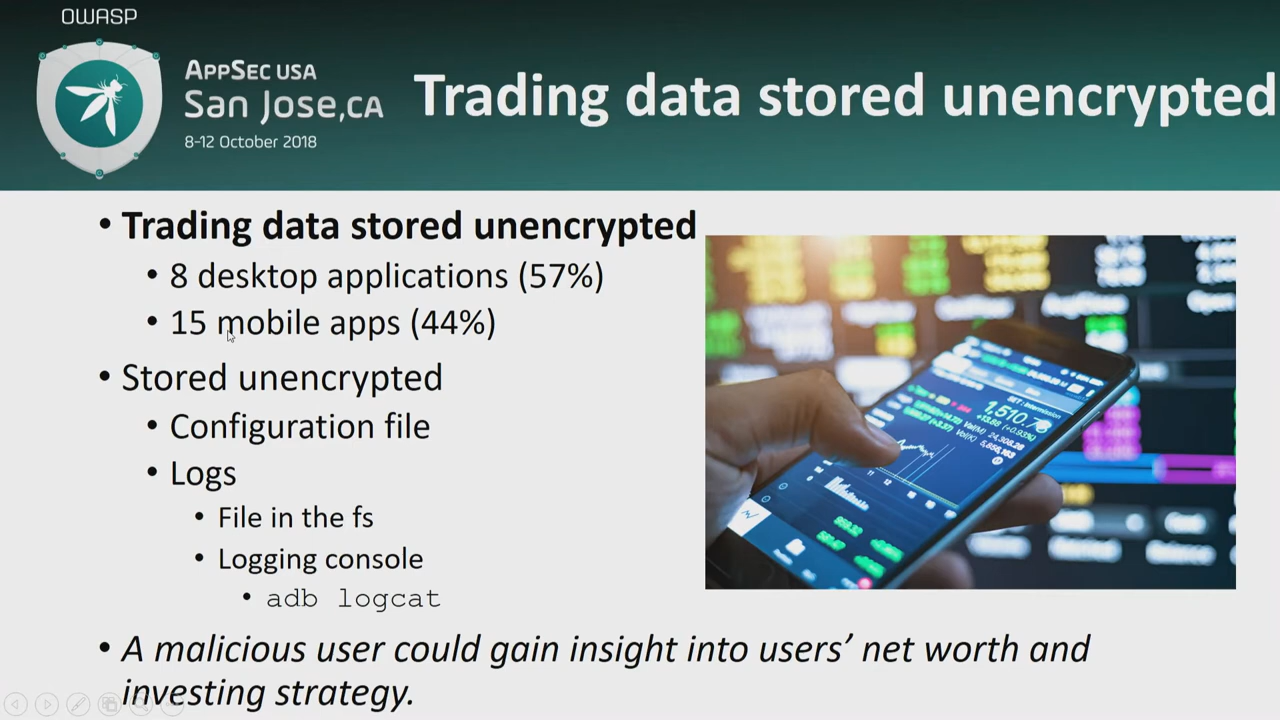 OWASP
AppSec USA
San Jose,CA
8-12 October 2018
Trading data stored unencrypted
• Trading data stored unencrypted
• 8 desktop applications (57%)
• 15 mobile apps (44%)
• Stored unencrypted
• Configuration file
• Logs
• File in the fs
• Logging console
• adb logcat
• A malicious user could gain insight into users’ net worth and
investing strategy.